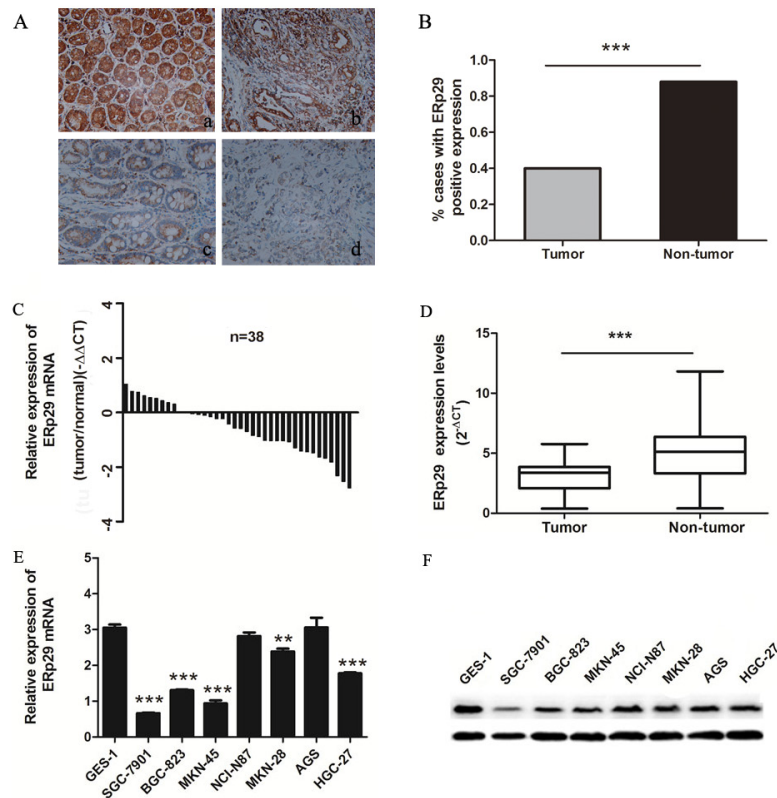 A
a
b
c
d
B
% cases with ERp29
positive expression
1.0
0.8
0.6
0.4
0.2
0.0
***
Tumor
Non-tumor
C
Relative expression of
ERp29 mRNA
(tumor/normal)(-ΔΔCT)
4
2
0
-2
-4
n=38
D
ERp29 expression levels
(2^-ΔCT)
15
10
5
0
***
Tumor
Non-tumor
E
Relative expression of
ERp29 mRNA
5
4
3
2
1
0
***
***
***
**
***
GES-1
SGC-7901
BGC-823
MKN-45
NCI-N87
MKN-28
AGS
HGC-27
F
GES-1
SGC-7901
BGC-823
MKN-45
NCI-N87
MKN-28
AGS
HGC-27